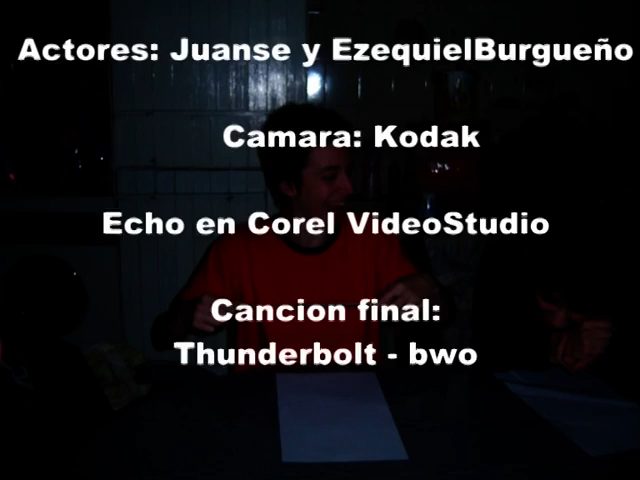 Actores: Juanse y EzequielBurgueño
Camara: Kodak
Echo en Corel VideoStudio
Cancion final:
Thunderbolt - bwo